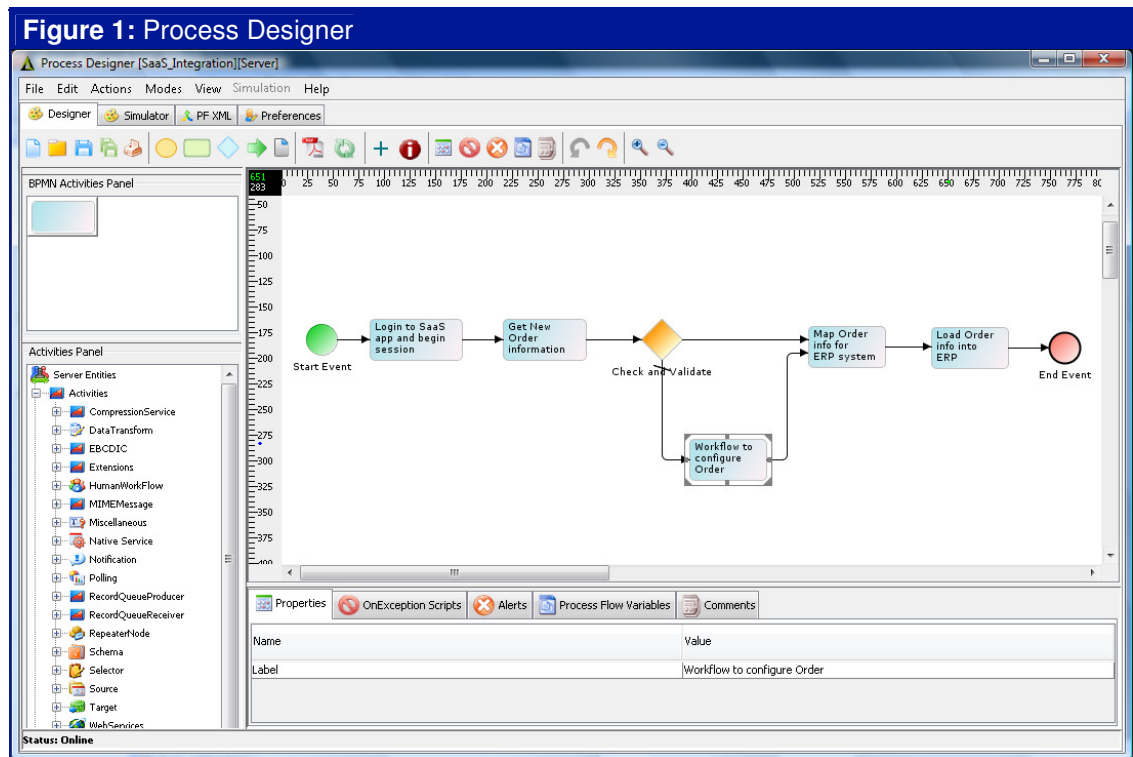 Figure 1: Process Designer
Process Designer [SaaS_Integration][Server]
File Edit Actions Modes View Simulation Help
Designer Simulator PF XML Preferences
BPMN Activities Panel
651
283
0 25 50 75 100 125 150 175 200 225 250 275 300 325 350 375 400 425 450 475 500 525 550 575 600 625 650 675 700 725 750 775
50
75
100
125
150
175
200
225
250
275
300
325
350
375
400
Start Event
Login to SaaS
app and begin
session
Get New
Order
information
Check and Validate
Map Order
info for
ERP system
Load Order
info into
ERP
End Event
Workflow to
configure
Order
Activities Panel
Server Entities
Activities
CompressionService
DataTransform
EBCDIC
Extensions
HumanWorkFlow
MIMEMessage
Miscellaneous
Native Service
Notification
Polling
RecordQueueProducer
RecordQueueReceiver
RepeaterNode
Schema
Selector
Source
Target
WebServices
Properties OnException Scripts Alerts Process Flow Variables Comments
Name Value
Label Workflow to configure Order
Status: Online